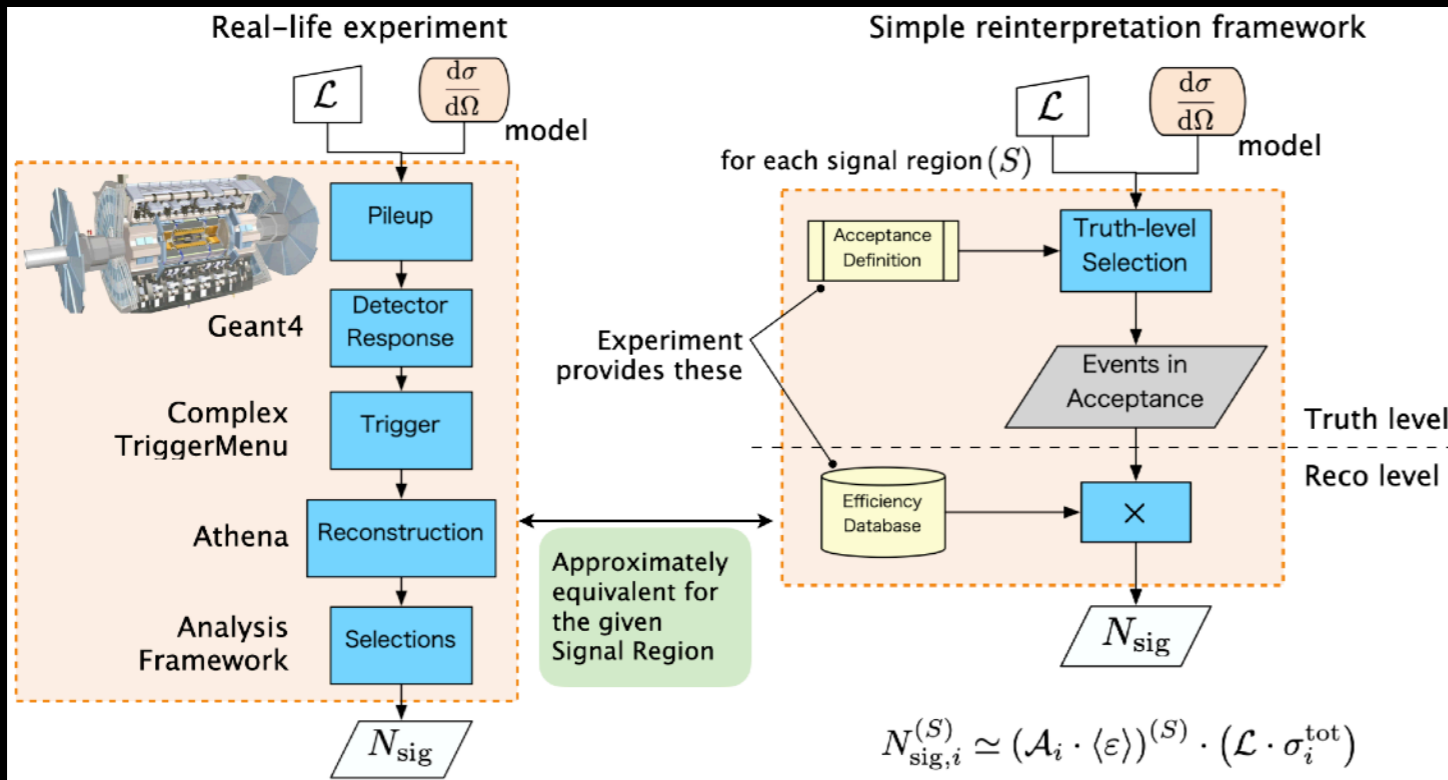 Real-life experiment
ℒ
dσ
dΩ
model
Pileup
Geant4
Detector
Response
Complex
TriggerMenu
Trigger
Athena
Reconstruction
Analysis
Framework
Selections
N_sig
Approximately
equivalent for
the given
Signal Region
Simple reinterpretation framework
ℒ
dσ
dΩ
model
for each signal region (S)
Acceptance
Definition
Truth-level
Selection
Experiment
provides these
Events in
Acceptance
Truth level
Reco level
Efficiency
Database
×
N_sig
N_{sig,i}^{(S)} ≃ (𝒜_i · ⟨ε⟩)^{(S)} · (ℒ · σ_i^{tot})